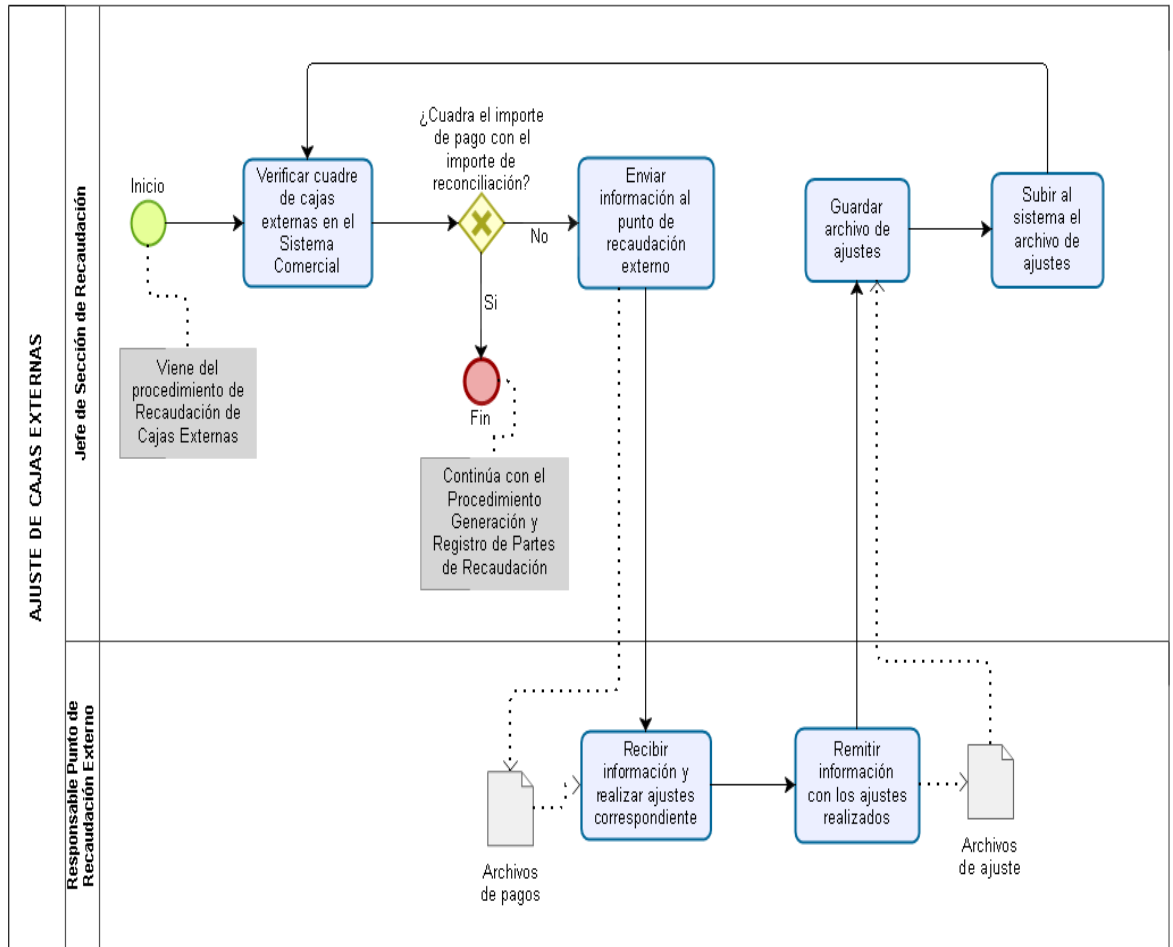 AJUSTE DE CAJAS EXTERNAS
Jefe de Sección de Recaudación
Inicio
Viene del
procedimiento de
Recaudación de
Cajas Externas
Verificar cuadre
de cajas
externas en el
Sistema
Comercial
¿Cuadra el importe
de pago con el
importe de
reconciliación?
No
Si
Fin
Continúa con el
Procedimiento
Generación y
Registro de Partes
de Recaudación
Enviar
información al
punto de
recaudación
externo
Guardar
archivo de
ajustes
Subir al
sistema el
archivo de
ajustes
Responsable Punto de
Recaudación Externo
Archivos
de pagos
Recibir
información y
realizar ajustes
correspondiente
Remitir
información
con los ajustes
realizados
Archivos
de ajuste